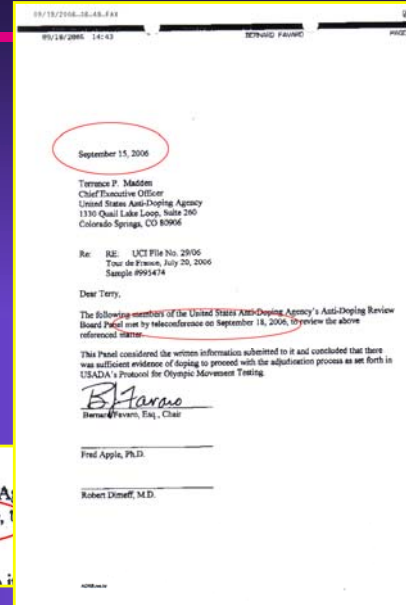 09/18/2006 14:43 BERNARD FAVARO PAGE
September 15, 2006
Terrence P. Madden
Chief Executive Officer
United States Anti-Doping Agency
1330 Quail Lake Loop, Suite 260
Colorado Springs, CO 80906
Re: RE: UCI File No. 29/06
Tour de France, July 20, 2006
Sample #995474
Dear Terry,
The following members of the United States Anti-Doping Agency's Anti-Doping Review
Board Panel met by teleconference on September 18, 2006, to review the above
referenced matter.
This Panel considered the written information submitted to it and concluded that there
was sufficient evidence of doping to proceed with the adjudication process as set forth in
USADA's Protocol for Olympic Movement Testing.
Bernard Favaro, Esq., Chair
Fred Apple, Ph.D.
Robert Dimeff, M.D.